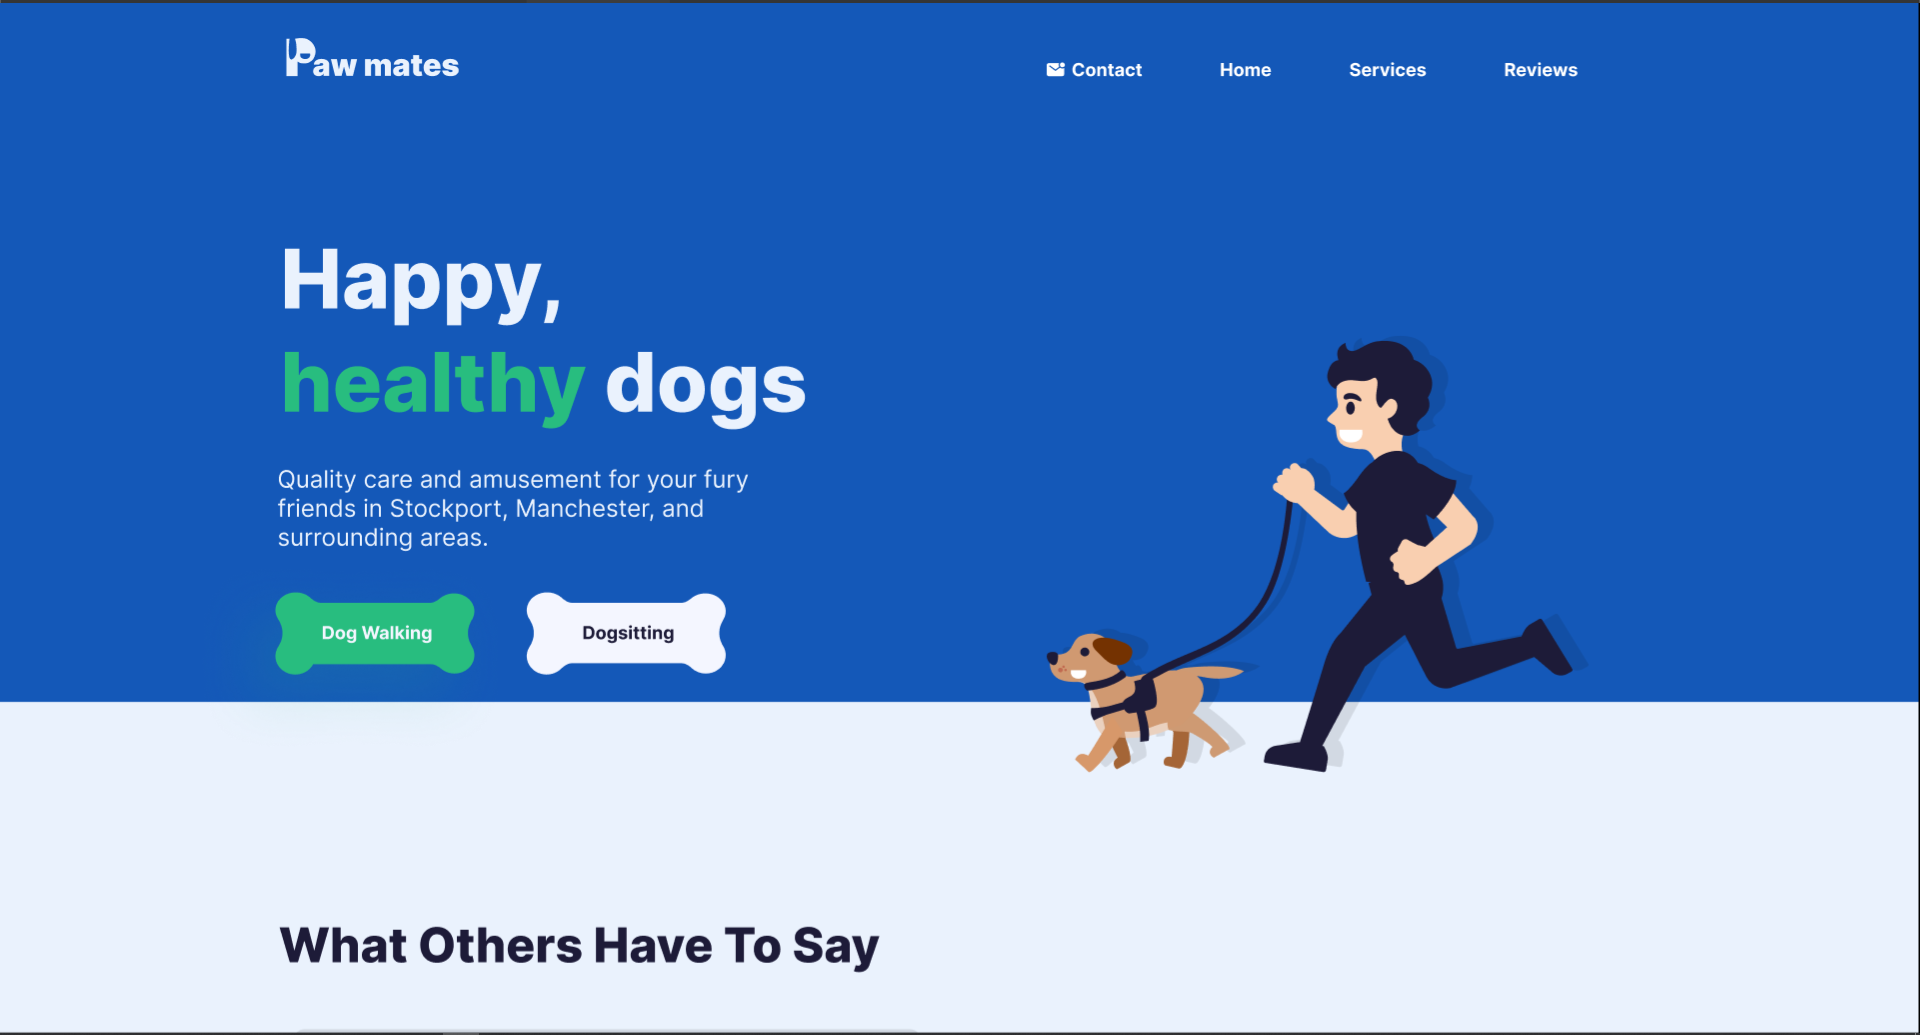 Paw mates
Contact
Home
Services
Reviews
Happy,
healthy dogs
Quality care and amusement for your fury
friends in Stockport, Manchester, and
surrounding areas.
Dog Walking
Dogsitting
What Others Have To Say